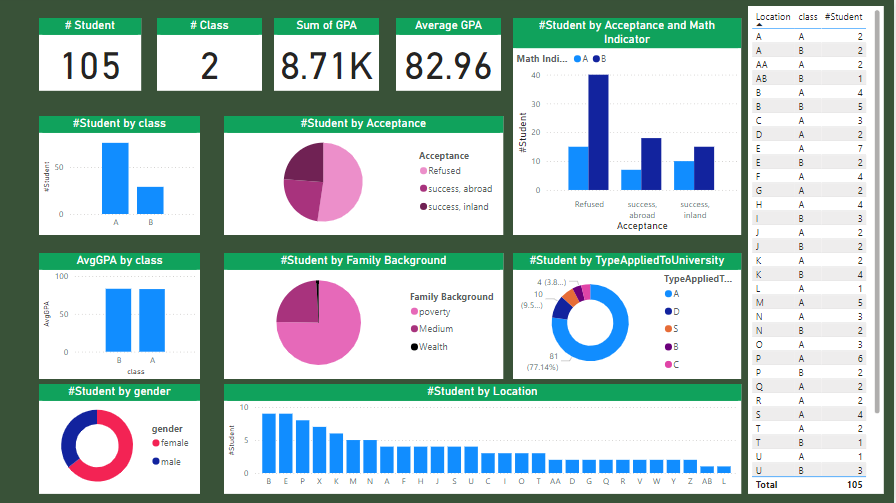 # Student
105
# Class
2
Sum of GPA
8.71K
Average GPA
82.96
#Student by class
#Student
50
0
A B
#Student by Acceptance
Acceptance
Refused
success, abroad
success, inland
#Student by Acceptance and Math
Indicator
Math Indi... A B
#Student
40
30
20
10
0
Refused success, success,
abroad inland
Acceptance
AvgGPA by class
AvgGPA
100
50
0
B A
class
#Student by Family Background
Family Background
poverty
Medium
Wealth
#Student by TypeAppliedToUniversity
4 (3.8...)
10
(9.5...)
81
(77.14%)
TypeAppliedT...
A
D
S
B
C
#Student by gender
gender
female
male
#Student by Location
#Student
10
5
0
B E P X K M N A F H J S U C I O T AA D G Q R V W Y Z AB L
Location class #Student
A A 2
A B 2
AA A 2
AB B 1
B A 4
B B 5
C A 3
D A 2
E A 7
E B 2
F A 4
G A 2
H A 4
I B 3
J A 2
J B 2
K A 2
K B 4
L A 1
M A 5
N A 3
N B 2
O A 3
P A 6
P B 2
Q A 2
R A 2
S A 4
T A 2
T B 1
U A 1
U B 3
Total 105